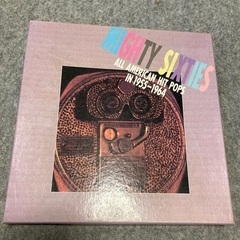 MIGHTY SIXTIES
ALL AMERICAN HIT POPS
IN 1955-1964